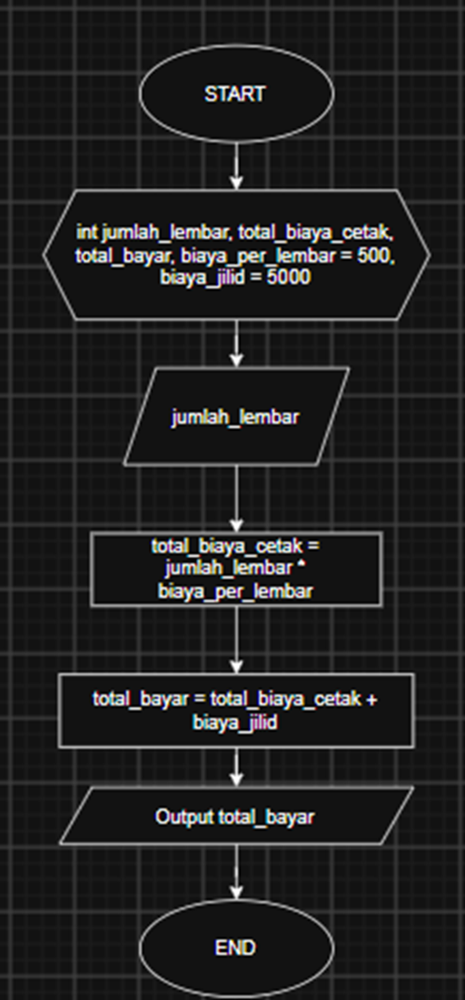 START
int jumlah_lembar, total_biaya_cetak,
total_bayar, biaya_per_lembar = 500,
biaya_jilid = 5000
jumlah_lembar
total_biaya_cetak =
jumlah_lembar *
biaya_per_lembar
total_bayar = total_biaya_cetak +
biaya_jilid
Output total_bayar
END